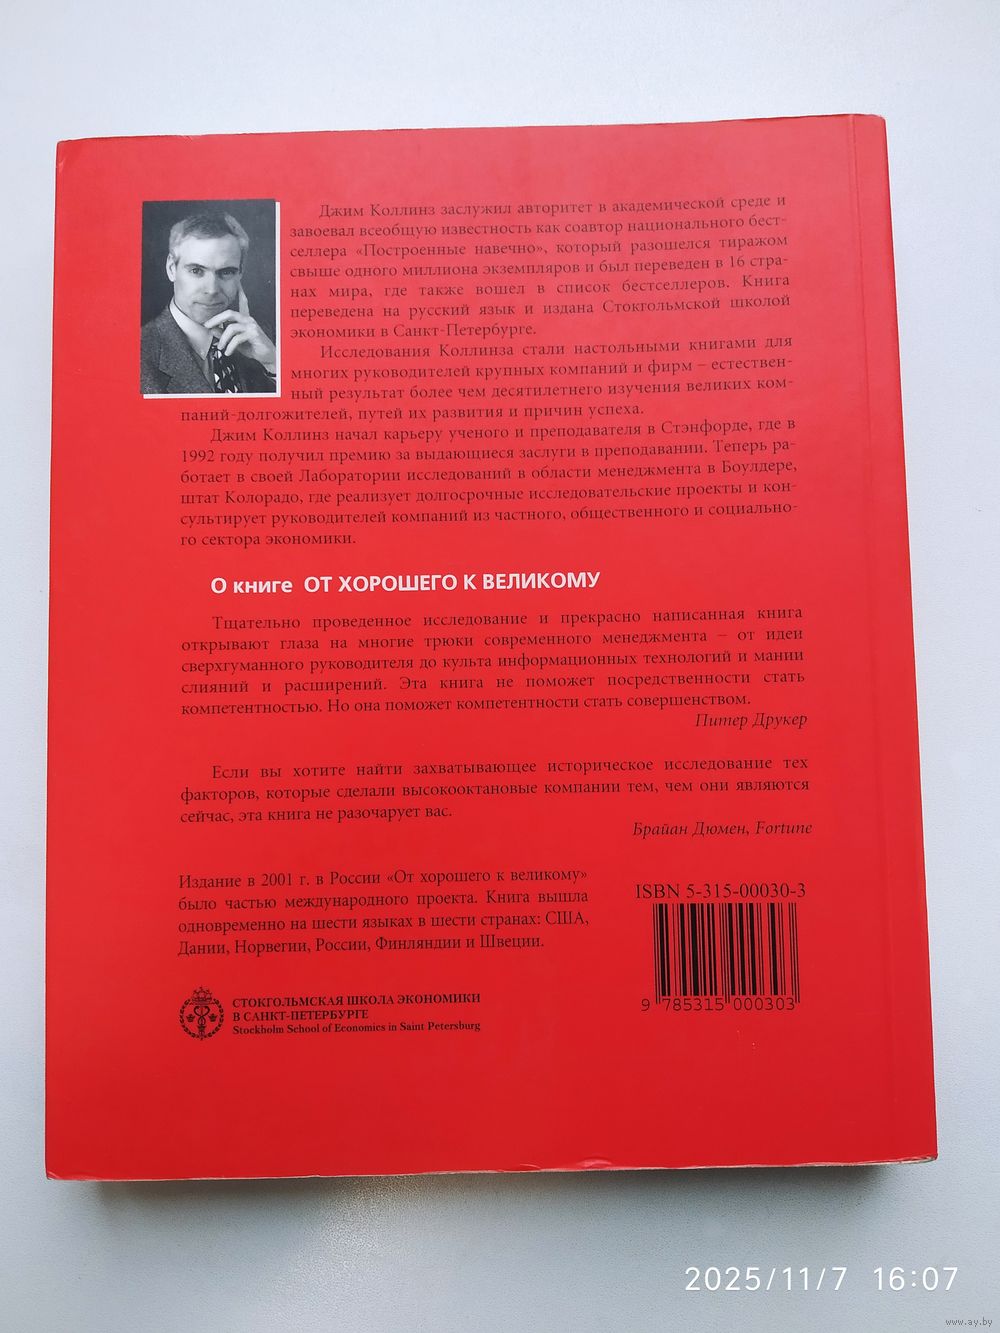 Джим Коллинз заслужил авторитет в академической среде и
завоевал всеобщую известность как соавтор национального бест-
селлера «Построенные навечно», который разошелся тиражом
свыше одного миллиона экземпляров и был переведен в 16 стра-
нах мира, где также вошел в список бестселлеров. Книга
переведена на русский язык и издана Стокгольмской школой
экономики в Санкт-Петербурге.
Исследования Коллинза стали настольными книгами для
многих руководителей крупных компаний и фирм – естествен-
ный результат более чем десятилетнего изучения великих ком-
паний-долгожителей, путей их развития и причин успеха.
Джим Коллинз начал карьеру ученого и преподавателя в Стэнфорде, где в
1992 году получил премию за выдающиеся заслуги в преподавании. Теперь ра-
ботает в своей Лаборатории исследований в области менеджмента в Боулдере,
штат Колорадо, где реализует долгосрочные исследовательские проекты и кон-
сультирует руководителей компаний из частного, общественного и социально-
го сектора экономики.
О книге ОТ ХОРОШЕГО К ВЕЛИКОМУ
Тщательно проведенное исследование и прекрасно написанная книга
открывают глаза на многие трюки современного менеджмента – от идеи
сверхгуманного руководителя до культа информационных технологий и мании
слияний и расширений. Эта книга не поможет посредственности стать
компетентностью. Но она поможет компетентности стать совершенством.
Питер Друкер
Если вы хотите найти захватывающее историческое исследование тех
факторов, которые сделали высокооктановые компании тем, чем они являются
сейчас, эта книга не разочарует вас.
Брайан Дюмен, Fortune
Издание в 2001 г. в России «От хорошего к великому»
было частью международного проекта. Книга вышла
одновременно на шести языках в шести странах: США,
Дании, Норвегии, России, Финляндии и Швеции.
ISBN 5-315-00030-3
9 785315 000303
СТОКГОЛЬМСКАЯ ШКОЛА ЭКОНОМИКИ
В САНКТ-ПЕТЕРБУРГЕ
Stockholm School of Economics in Saint Petersburg
2025/11/7 16:07
www.ay.by